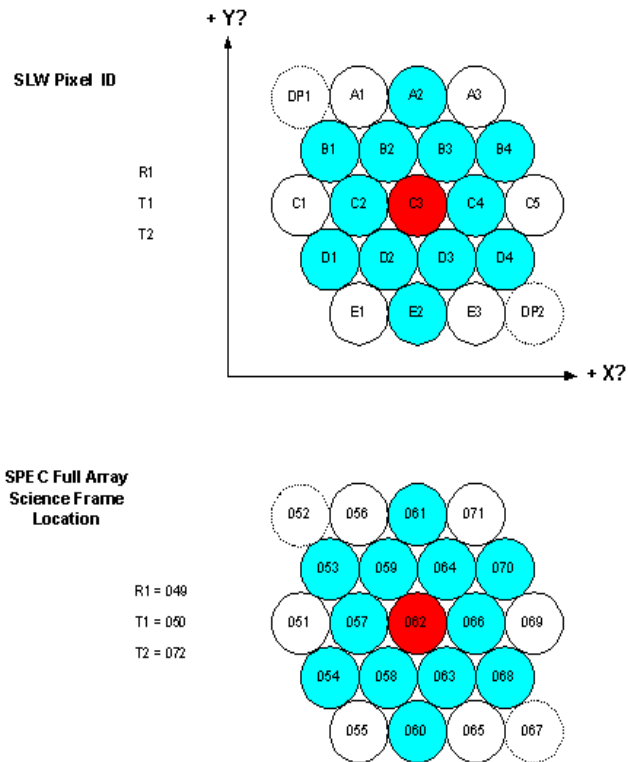 + Y?
SLW Pixel ID
DP1 A1 A2 A3
B1 B2 B3 B4
R1
T1
C1 C2 C3 C4 C5
T2
D1 D2 D3 D4
E1 E2 E3 DP2
+ X?
SPEC Full Array
Science Frame
Location
052 056 061 071
053 059 064 070
R1 = 049
T1 = 050
051 057 062 066 069
T2 = 072
054 058 063 068
055 060 065 067